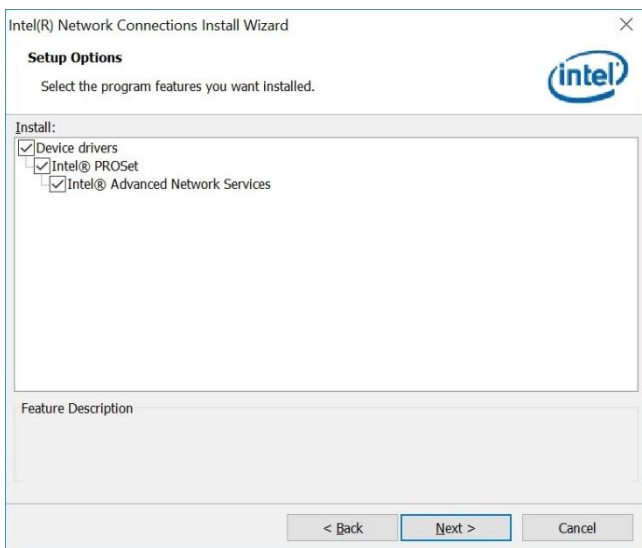 Intel(R) Network Connections Install Wizard
Setup Options
Select the program features you want installed.
intel
Install:
Device drivers
Intel® PROSet
Intel® Advanced Network Services
Feature Description
< Back
Next >
Cancel